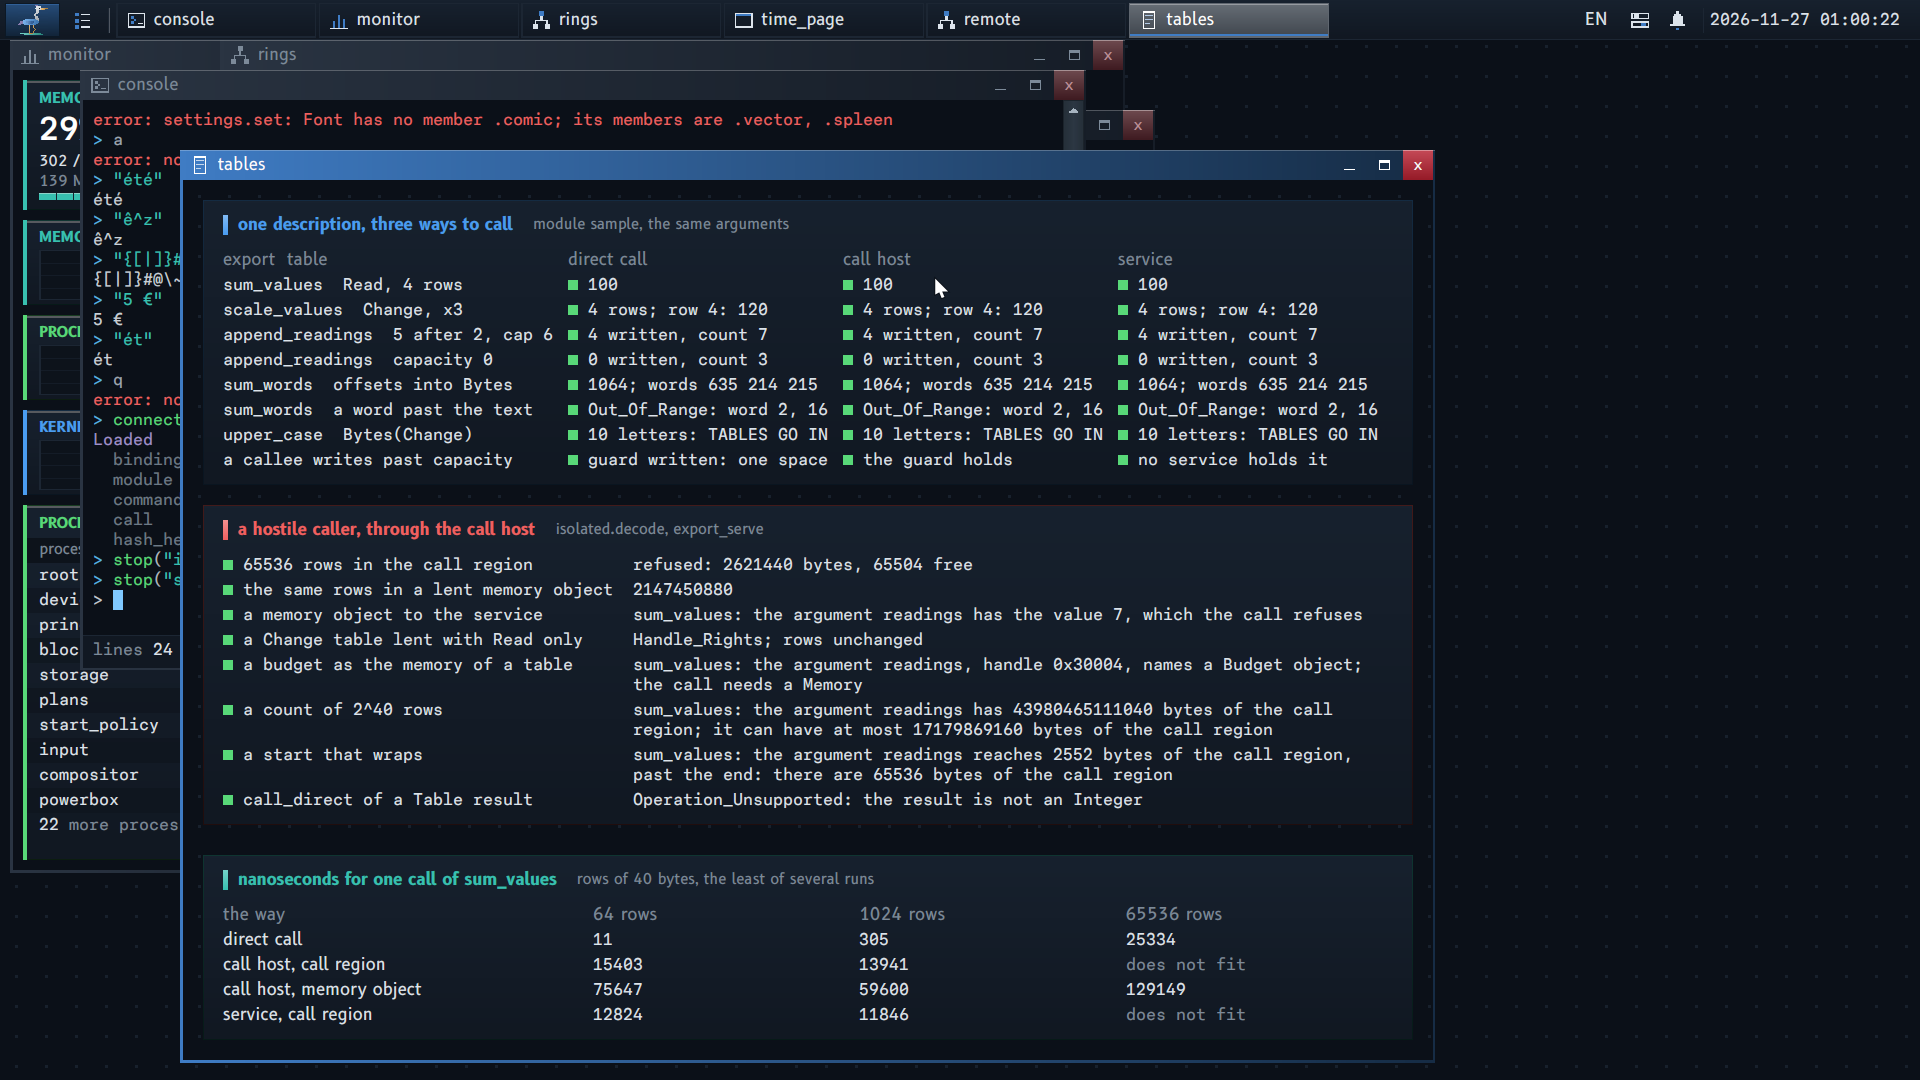 console monitor rings time_page remote tables EN 2026-11-27 01:00:22
monitor rings
console
MEMO
error: settings.set: Font has no member .comic; its members are .vector, .spleen
29
> a
302 /
error: no
139 M
> "été"
été
> "ê^z"
MEMO
ê^z
> "{[|]}#
{[|]}#@\~
> "5 €"
5 €
PROC
> "ét"
ét
> q
error: no
> connect
KERN
Loaded
binding
module
command
PROC
call
hash_he
proce
> stop("i
root
> stop("s
devi
>
prin
bloc
lines 24
storage
plans
start_policy
input
compositor
powerbox
22 more proces
tables
one description, three ways to call module sample, the same arguments
export table direct call call host service
sum_values Read, 4 rows 100 100 100
scale_values Change, x3 4 rows; row 4: 120 4 rows; row 4: 120 4 rows; row 4: 120
append_readings 5 after 2, cap 6 4 written, count 7 4 written, count 7 4 written, count 7
append_readings capacity 0 0 written, count 3 0 written, count 3 0 written, count 3
sum_words offsets into Bytes 1064; words 635 214 215 1064; words 635 214 215 1064; words 635 214 215
sum_words a word past the text Out_Of_Range: word 2, 16 Out_Of_Range: word 2, 16 Out_Of_Range: word 2, 16
upper_case Bytes(Change) 10 letters: TABLES GO IN 10 letters: TABLES GO IN 10 letters: TABLES GO IN
a callee writes past capacity guard written: one space the guard holds no service holds it
a hostile caller, through the call host isolated.decode, export_serve
65536 rows in the call region refused: 2621440 bytes, 65504 free
the same rows in a lent memory object 2147450880
a memory object to the service sum_values: the argument readings has the value 7, which the call refuses
a Change table lent with Read only Handle_Rights; rows unchanged
a budget as the memory of a table sum_values: the argument readings, handle 0x30004, names a Budget object;
the call needs a Memory
a count of 2^40 rows sum_values: the argument readings has 43980465111040 bytes of the call
region; it can have at most 17179869160 bytes of the call region
a start that wraps sum_values: the argument readings reaches 2552 bytes of the call region,
past the end: there are 65536 bytes of the call region
call_direct of a Table result Operation_Unsupported: the result is not an Integer
nanoseconds for one call of sum_values rows of 40 bytes, the least of several runs
the way 64 rows 1024 rows 65536 rows
direct call 11 305 25334
call host, call region 15403 13941 does not fit
call host, memory object 75647 59600 129149
service, call region 12824 11846 does not fit